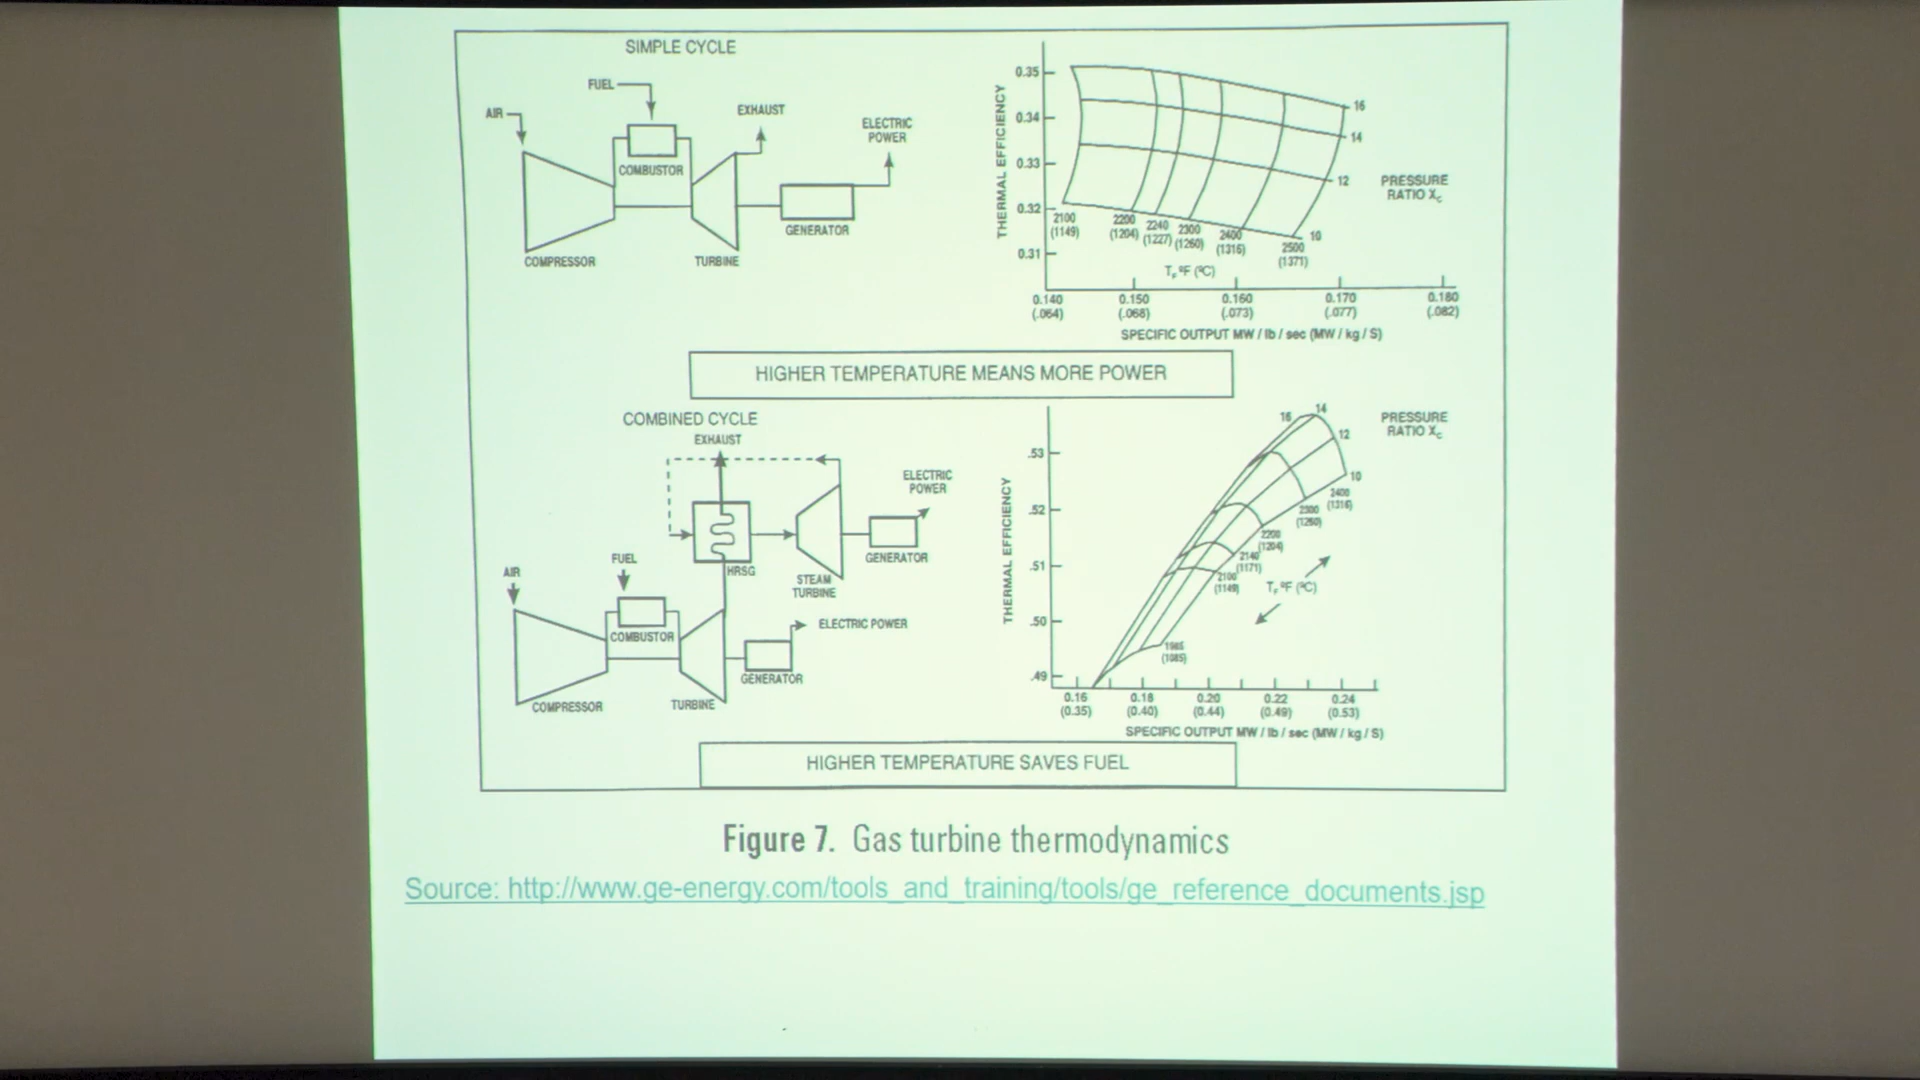 SIMPLE CYCLE
FUEL
AIR
EXHAUST
ELECTRIC
POWER
COMBUSTOR
GENERATOR
COMPRESSOR
TURBINE
THERMAL EFFICIENCY
0.35
0.34
0.33
0.32
0.31
16
14
12
10
PRESSURE
RATIO Xc
2100
(1149)
2200
(1204)
2240
(1227)
2300
(1260)
2400
(1316)
2500
(1371)
TF ºF (ºC)
0.140
(.064)
0.150
(.068)
0.160
(.073)
0.170
(.077)
0.180
(.082)
SPECIFIC OUTPUT MW / lb / sec (MW / kg / S)
HIGHER TEMPERATURE MEANS MORE POWER
COMBINED CYCLE
EXHAUST
ELECTRIC
POWER
GENERATOR
HRSG
STEAM
TURBINE
FUEL
AIR
COMBUSTOR
ELECTRIC POWER
GENERATOR
COMPRESSOR
TURBINE
THERMAL EFFICIENCY
.53
.52
.51
.50
.49
16
14
12
10
PRESSURE
RATIO Xc
2400
(1316)
2300
(1260)
2200
(1204)
2140
(1171)
2100
(1149)
1985
(1085)
TF ºF (ºC)
0.16
(0.35)
0.18
(0.40)
0.20
(0.44)
0.22
(0.49)
0.24
(0.53)
SPECIFIC OUTPUT MW / lb / sec (MW / kg / S)
HIGHER TEMPERATURE SAVES FUEL
Figure 7. Gas turbine thermodynamics
Source: http://www.ge-energy.com/tools_and_training/tools/ge_reference_documents.jsp